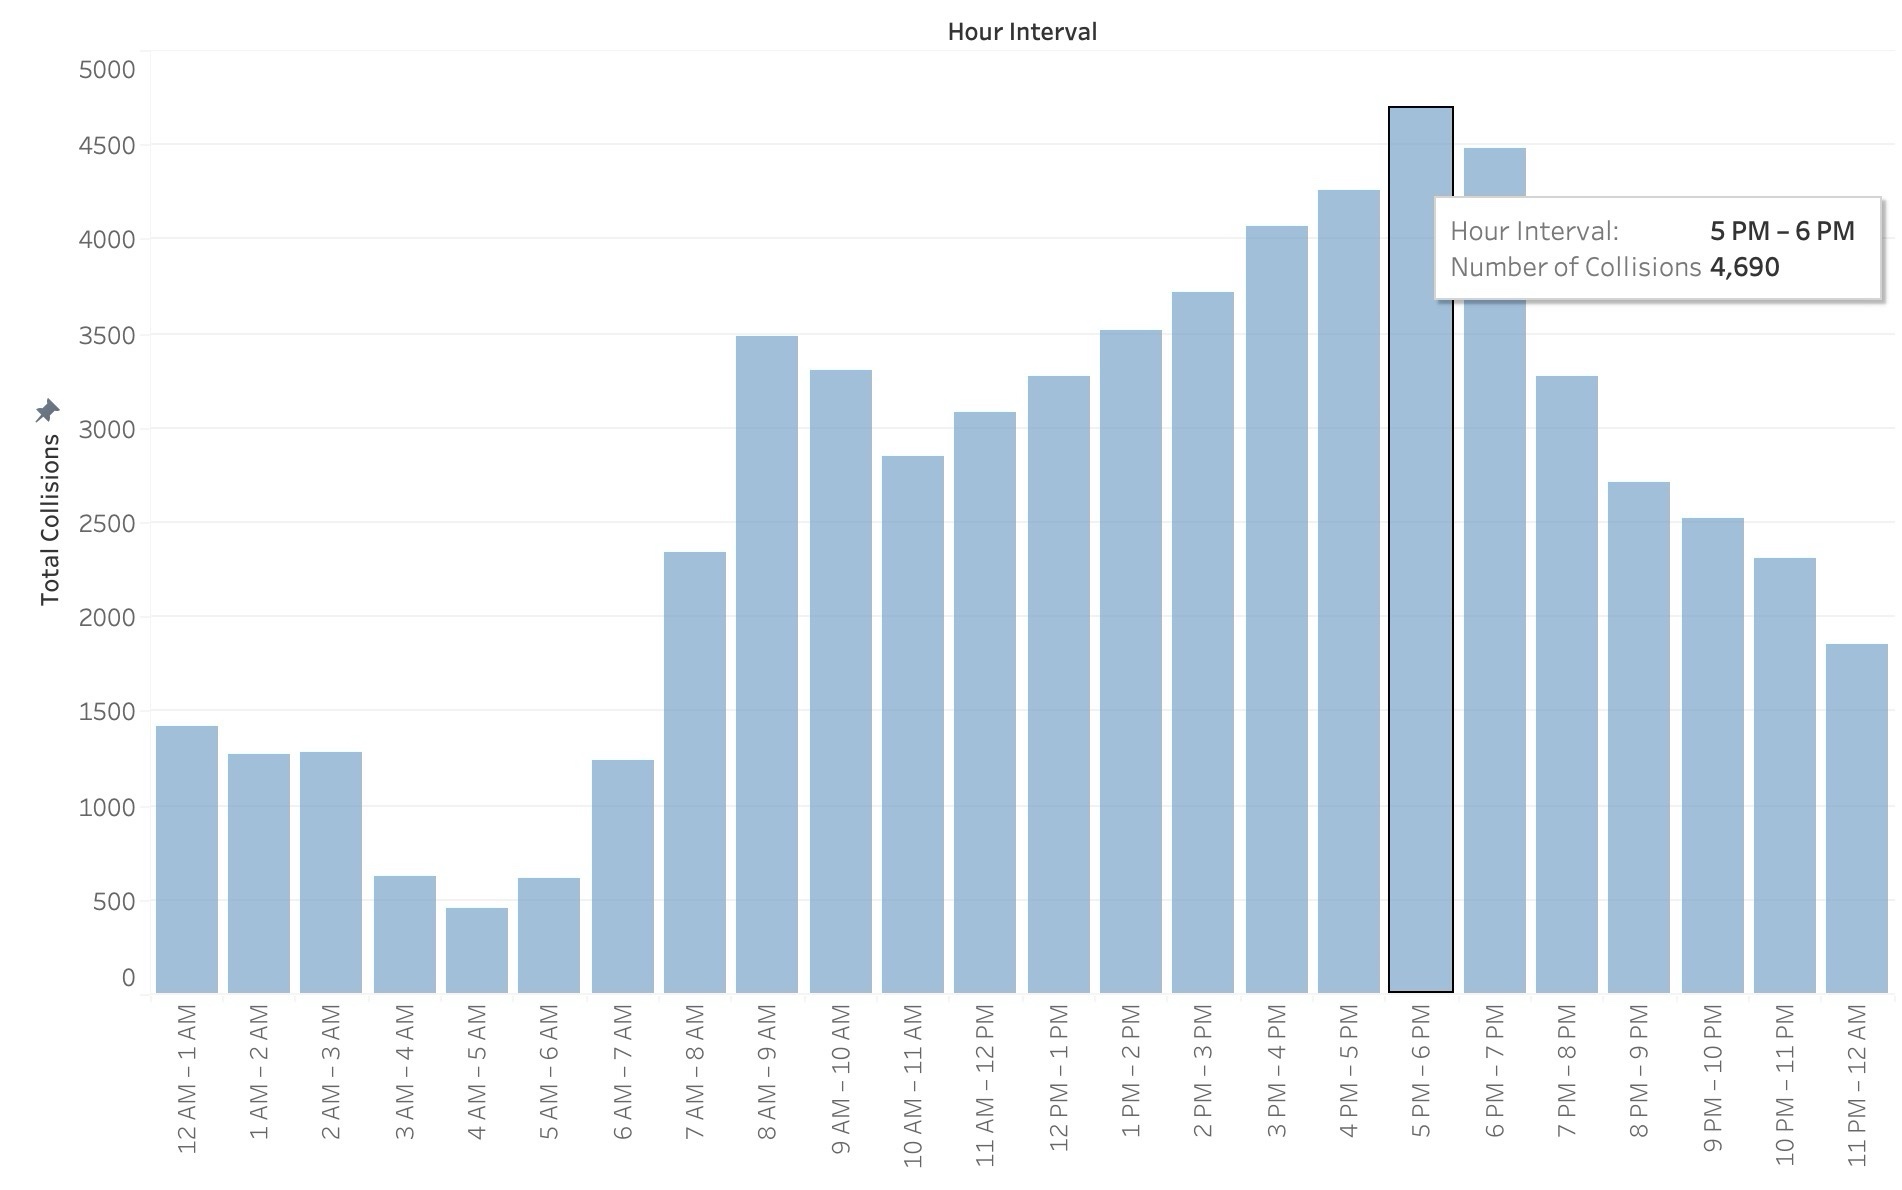 Hour Interval
5000
4500
4000
3500
3000
2500
2000
1500
1000
500
0
Total Collisions
Hour Interval: 5 PM – 6 PM
Number of Collisions 4,690
12 AM – 1 AM
1 AM – 2 AM
2 AM – 3 AM
3 AM – 4 AM
4 AM – 5 AM
5 AM – 6 AM
6 AM – 7 AM
7 AM – 8 AM
8 AM – 9 AM
9 AM – 10 AM
10 AM – 11 AM
11 AM – 12 PM
12 PM – 1 PM
1 PM – 2 PM
2 PM – 3 PM
3 PM – 4 PM
4 PM – 5 PM
5 PM – 6 PM
6 PM – 7 PM
7 PM – 8 PM
8 PM – 9 PM
9 PM – 10 PM
10 PM – 11 PM
11 PM – 12 AM